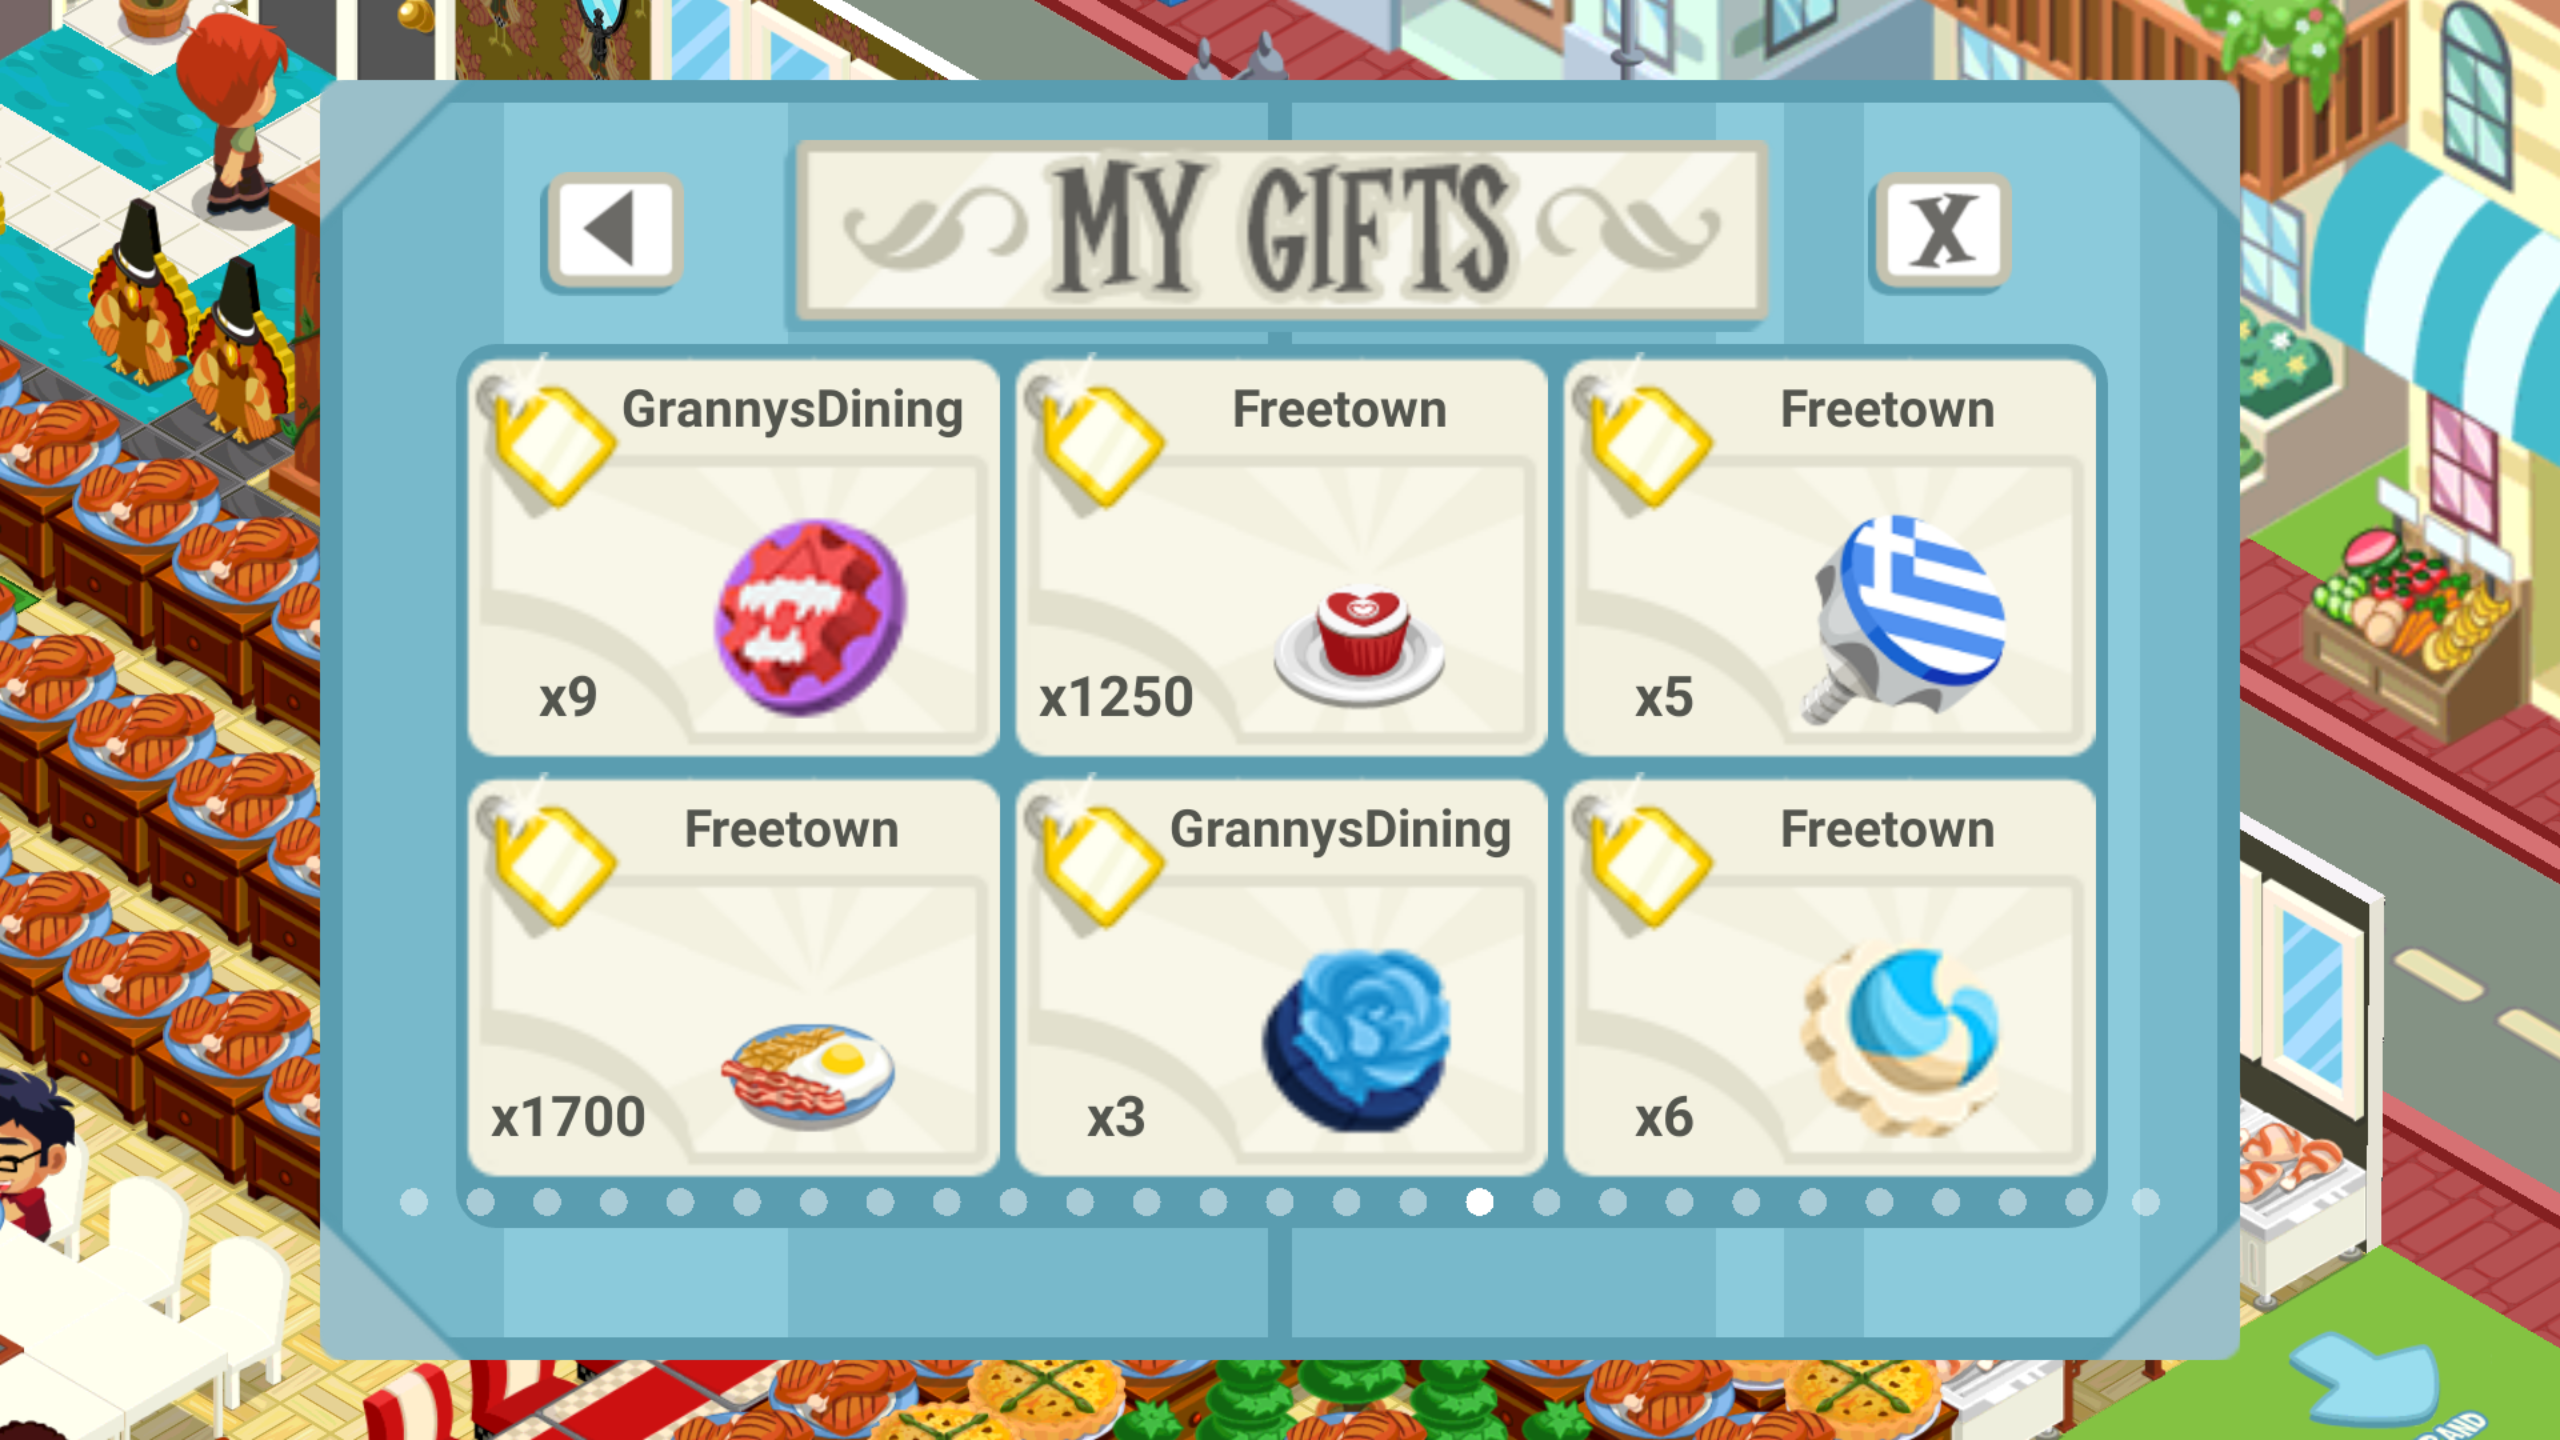 MY GIFTS
X
GrannysDining
x9
Freetown
x1250
Freetown
x5
Freetown
x1700
GrannysDining
x3
Freetown
x6